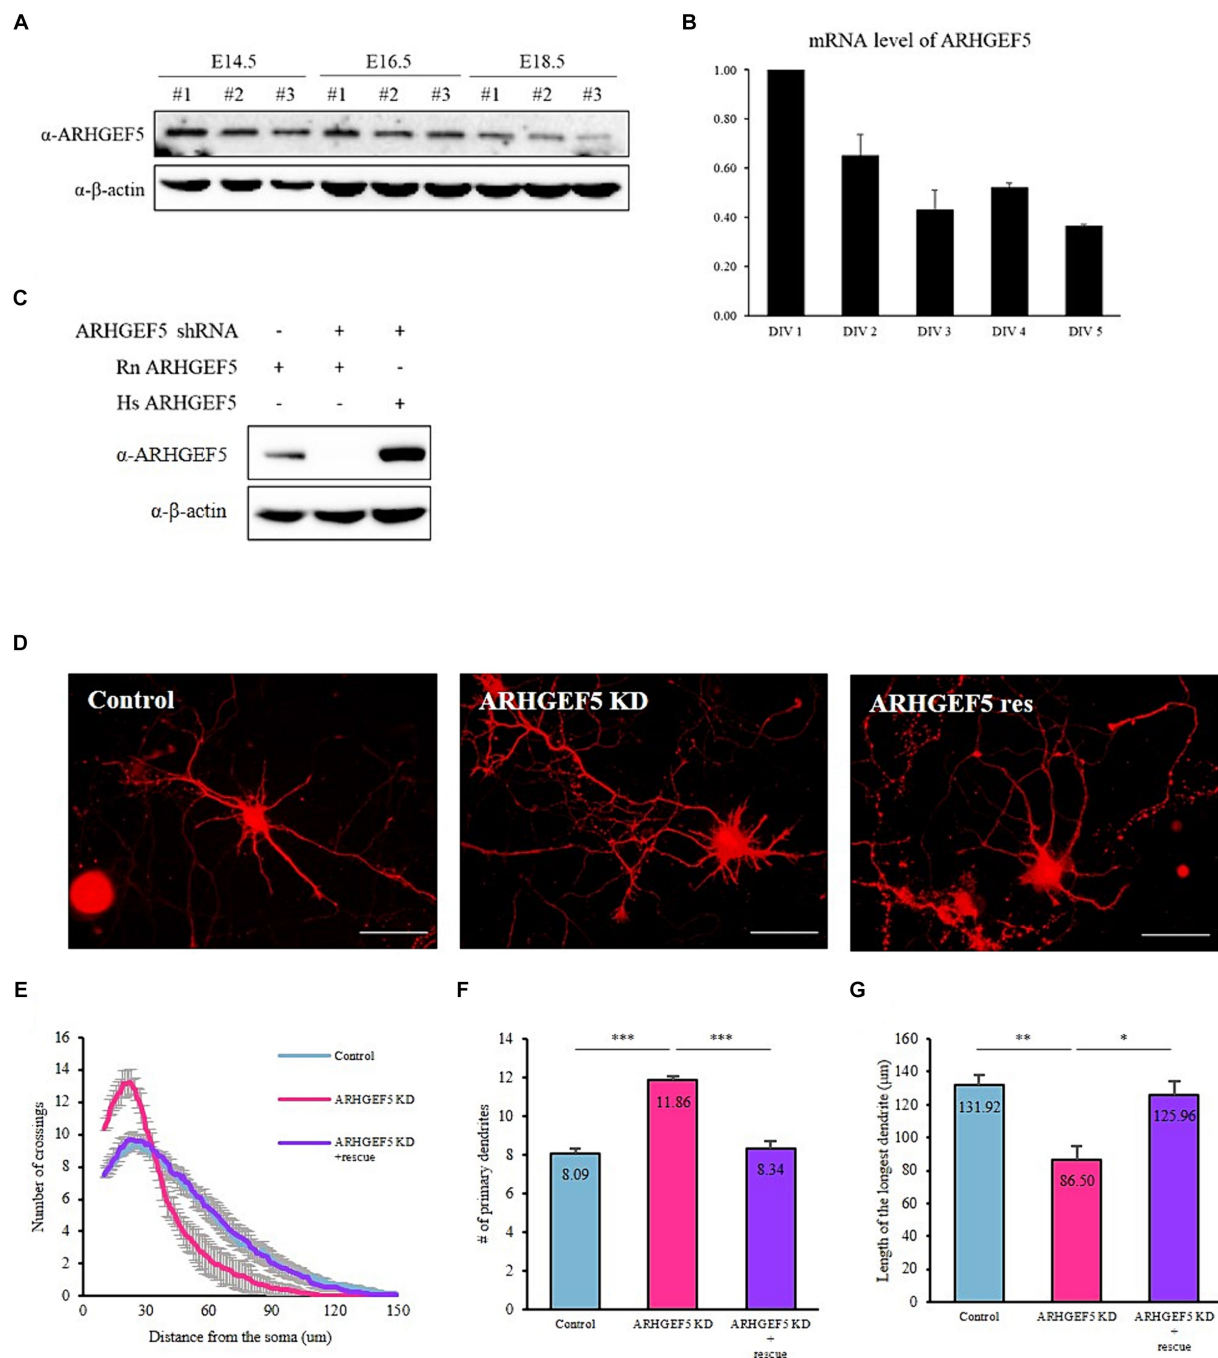 A
E14.5 E16.5 E18.5
#1 #2 #3 #1 #2 #3 #1 #2 #3
α-ARHGEF5
α-β-actin
B
mRNA level of ARHGEF5
1.00
0.80
0.60
0.40
0.20
0.00
DIV 1 DIV 2 DIV 3 DIV 4 DIV 5
C
ARHGEF5 shRNA - + +
Rn ARHGEF5 + + -
Hs ARHGEF5 - - +
α-ARHGEF5
α-β-actin
D
Control
ARHGEF5 KD
ARHGEF5 res
E
Number of crossings
16
14
12
10
8
6
4
2
0
0 30 60 90 120 150
Distance from the soma (um)
Control
ARHGEF5 KD
ARHGEF5 KD
+rescue
F
# of primary dendrites
14
12
10
8
6
4
2
0
*** ***
8.09
11.86
8.34
Control ARHGEF5 KD ARHGEF5 KD
+
rescue
G
Length of the longest dendrite (μm)
160
140
120
100
80
60
40
20
0
** *
131.92
86.50
125.96
Control ARHGEF5 KD ARHGEF5 KD
+
rescue